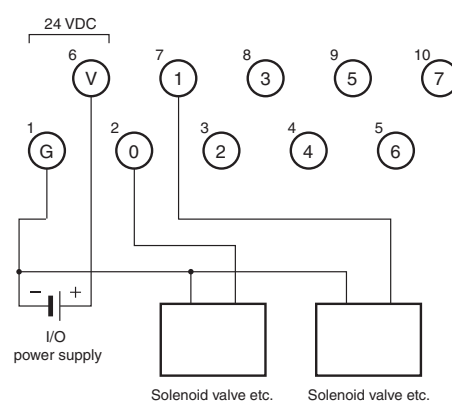 24 VDC
6 7 8 9 10
V 1 3 5 7
1 2 3 4 5
G 0 2 4 6
− +
I/O
power supply
Solenoid valve etc. Solenoid valve etc.